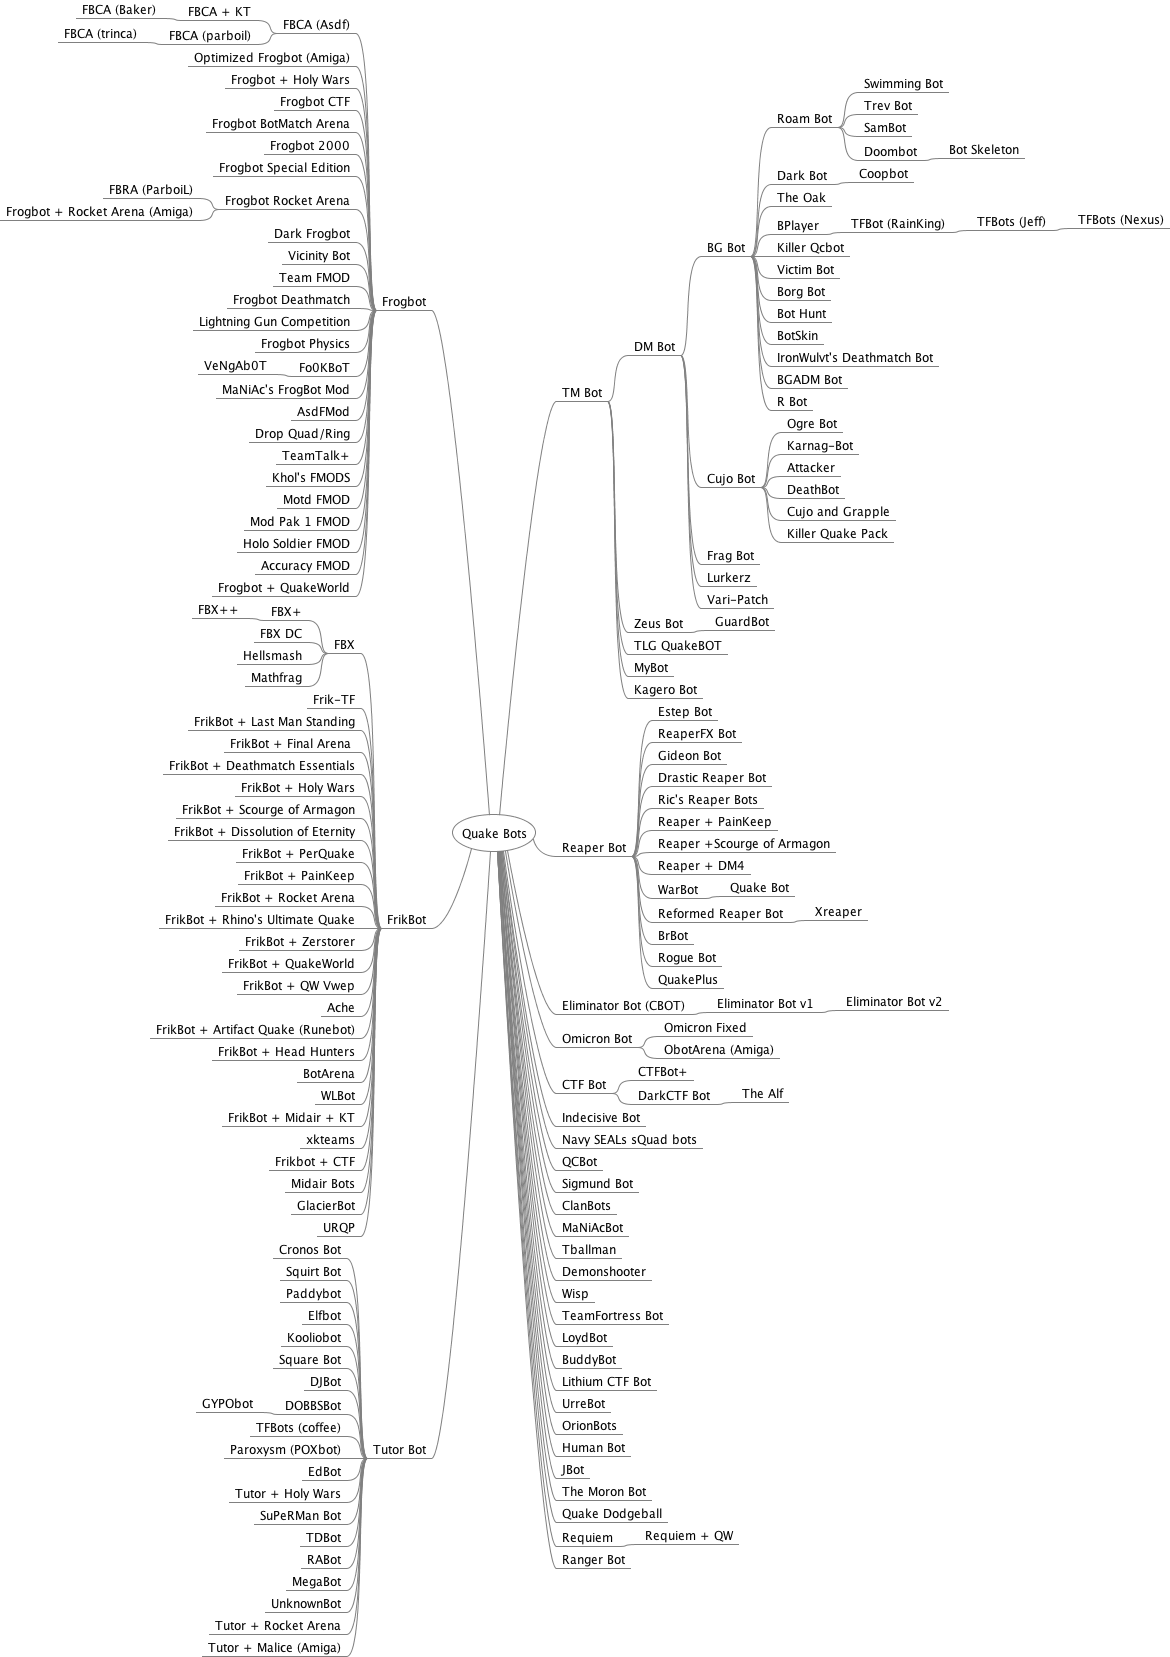 Quake Bots
Frogbot
FBCA (Asdf)
FBCA + KT
FBCA (Baker)
FBCA (parboil)
FBCA (trinca)
Optimized Frogbot (Amiga)
Frogbot + Holy Wars
Frogbot CTF
Frogbot BotMatch Arena
Frogbot 2000
Frogbot Special Edition
Frogbot Rocket Arena
FBRA (ParboiL)
Frogbot + Rocket Arena (Amiga)
Dark Frogbot
Vicinity Bot
Team FMOD
Frogbot Deathmatch
Lightning Gun Competition
Frogbot Physics
Fo0KBoT
VeNgAb0T
MaNiAc's FrogBot Mod
AsdFMod
Drop Quad/Ring
TeamTalk+
Khol's FMODS
Motd FMOD
Mod Pak 1 FMOD
Holo Soldier FMOD
Accuracy FMOD
Frogbot + QuakeWorld
FrikBot
FBX
FBX+
FBX++
FBX DC
Hellsmash
Mathfrag
Frik-TF
FrikBot + Last Man Standing
FrikBot + Final Arena
FrikBot + Deathmatch Essentials
FrikBot + Holy Wars
FrikBot + Scourge of Armagon
FrikBot + Dissolution of Eternity
FrikBot + PerQuake
FrikBot + PainKeep
FrikBot + Rocket Arena
FrikBot + Rhino's Ultimate Quake
FrikBot + Zerstorer
FrikBot + QuakeWorld
FrikBot + QW Vwep
Ache
FrikBot + Artifact Quake (Runebot)
FrikBot + Head Hunters
BotArena
WLBot
FrikBot + Midair + KT
xkteams
Frikbot + CTF
Midair Bots
GlacierBot
URQP
Tutor Bot
Cronos Bot
Squirt Bot
Paddybot
Elfbot
Kooliobot
Square Bot
DJBot
DOBBSBot
GYPObot
TFBots (coffee)
Paroxysm (POXbot)
EdBot
Tutor + Holy Wars
SuPeRMan Bot
TDBot
RABot
MegaBot
UnknownBot
Tutor + Rocket Arena
Tutor + Malice (Amiga)
TM Bot
DM Bot
BG Bot
Roam Bot
Swimming Bot
Trev Bot
SamBot
Doombot
Bot Skeleton
Dark Bot
Coopbot
The Oak
BPlayer
TFBot (RainKing)
TFBots (Jeff)
TFBots (Nexus)
Killer Qcbot
Victim Bot
Borg Bot
Bot Hunt
BotSkin
IronWulvt's Deathmatch Bot
BGADM Bot
R Bot
Cujo Bot
Ogre Bot
Karnag-Bot
Attacker
DeathBot
Cujo and Grapple
Killer Quake Pack
Frag Bot
Lurkerz
Vari-Patch
Zeus Bot
GuardBot
TLG QuakeBOT
MyBot
Kagero Bot
Reaper Bot
Estep Bot
ReaperFX Bot
Gideon Bot
Drastic Reaper Bot
Ric's Reaper Bots
Reaper + PainKeep
Reaper +Scourge of Armagon
Reaper + DM4
WarBot
Quake Bot
Reformed Reaper Bot
Xreaper
BrBot
Rogue Bot
QuakePlus
Eliminator Bot (CBOT)
Eliminator Bot v1
Eliminator Bot v2
Omicron Bot
Omicron Fixed
ObotArena (Amiga)
CTF Bot
CTFBot+
DarkCTF Bot
The Alf
Indecisive Bot
Navy SEALs sQuad bots
QCBot
Sigmund Bot
ClanBots
MaNiAcBot
Tballman
Demonshooter
Wisp
TeamFortress Bot
LoydBot
BuddyBot
Lithium CTF Bot
UrreBot
OrionBots
Human Bot
JBot
The Moron Bot
Quake Dodgeball
Requiem
Requiem + QW
Ranger Bot